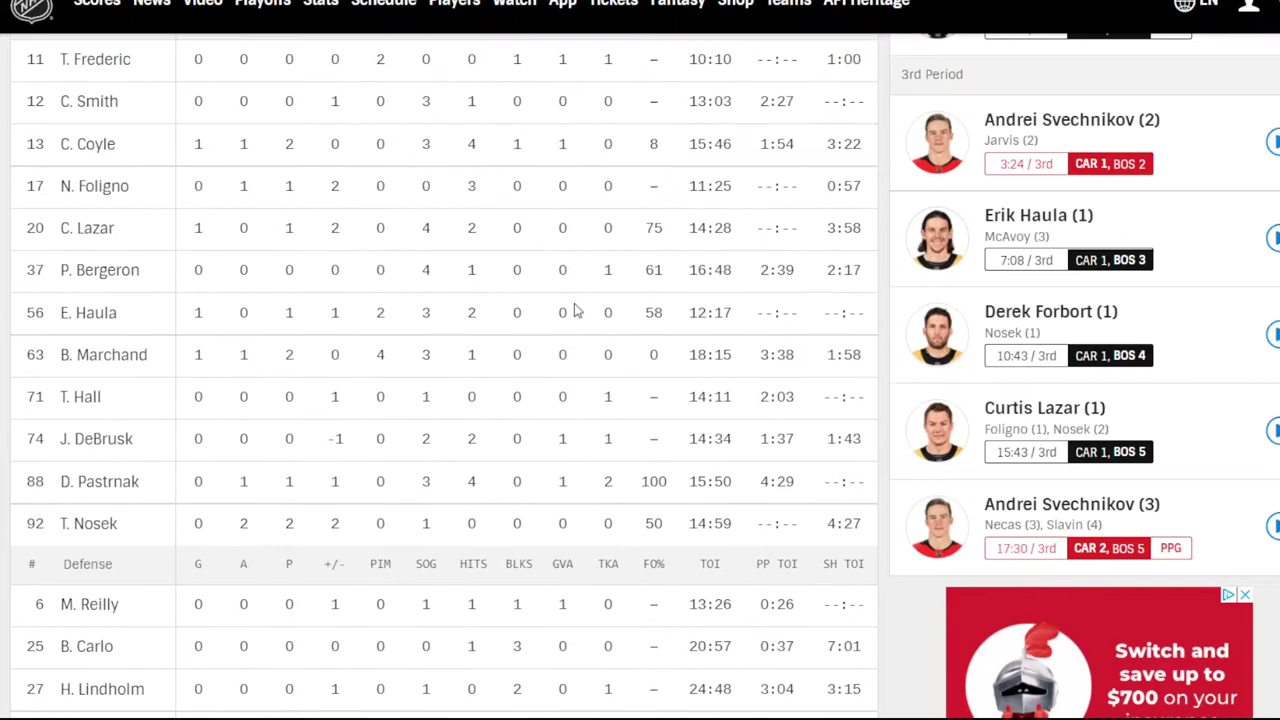 NHL
Scores News Video Playoffs Stats Schedule Players Watch App Tickets Fantasy Shop Teams API Heritage EN
11 T. Frederic 0 0 0 0 2 0 0 1 1 1 – 10:10 --:-- 1:00
12 C. Smith 0 0 0 1 0 3 1 0 0 0 – 13:03 2:27 --:--
13 C. Coyle 1 1 2 0 0 3 4 1 1 0 8 15:46 1:54 3:22
17 N. Foligno 0 1 1 2 0 0 3 0 0 0 – 11:25 --:-- 0:57
20 C. Lazar 1 0 1 2 0 4 2 0 0 0 75 14:28 --:-- 3:58
37 P. Bergeron 0 0 0 0 0 4 1 0 0 1 61 16:48 2:39 2:17
56 E. Haula 1 0 1 1 2 3 2 0 0 0 58 12:17 --:-- --:--
63 B. Marchand 1 1 2 0 4 3 1 0 0 0 0 18:15 3:38 1:58
71 T. Hall 0 0 0 1 0 1 0 0 0 1 – 14:11 2:03 --:--
74 J. DeBrusk 0 0 0 -1 0 2 2 0 1 1 – 14:34 1:37 1:43
88 D. Pastrnak 0 1 1 1 0 3 4 0 1 2 100 15:50 4:29 --:--
92 T. Nosek 0 2 2 2 0 1 0 0 0 0 50 14:59 --:-- 4:27
# Defense G A P +/- PIM SOG HITS BLKS GVA TKA FO% TOI PP TOI SH TOI
6 M. Reilly 0 0 0 1 0 1 1 1 1 0 – 13:26 0:26 --:--
25 B. Carlo 0 0 0 0 0 0 1 3 0 0 – 20:57 0:37 7:01
27 H. Lindholm 0 0 0 1 0 1 0 2 0 1 – 24:48 3:04 3:15
3rd Period
Andrei Svechnikov (2)
Jarvis (2)
3:24 / 3rd CAR 1, BOS 2
Erik Haula (1)
McAvoy (3)
7:08 / 3rd CAR 1, BOS 3
Derek Forbort (1)
Nosek (1)
10:43 / 3rd CAR 1, BOS 4
Curtis Lazar (1)
Foligno (1), Nosek (2)
15:43 / 3rd CAR 1, BOS 5
Andrei Svechnikov (3)
Necas (3), Slavin (4)
17:30 / 3rd CAR 2, BOS 5 PPG
Switch and
save up to
$700 on your